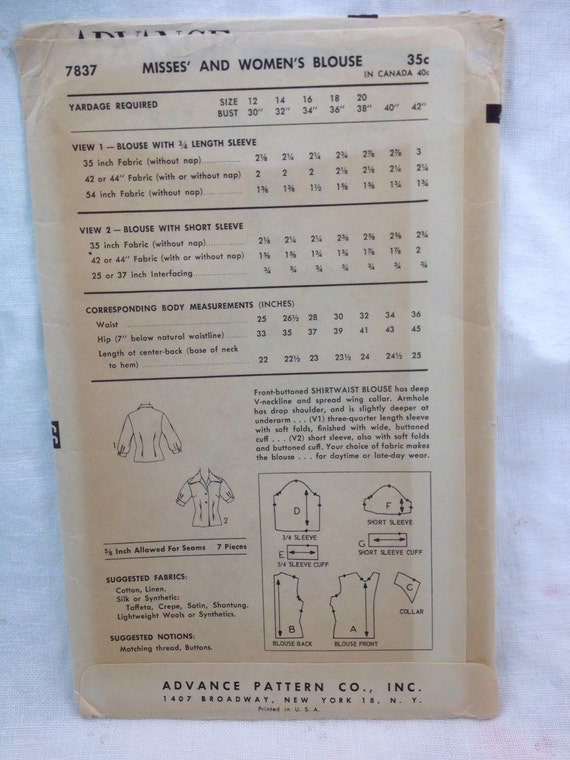 ADVANCE
7837 MISSES' AND WOMEN'S BLOUSE 35c
IN CANADA 40c
YARDAGE REQUIRED SIZE 12 14 16 18 20
BUST 30" 32" 34" 36" 38" 40" 42"
VIEW 1 — BLOUSE WITH ¾ LENGTH SLEEVE
35 inch Fabric (without nap) 2⅛ 2¼ 2¼ 2¾ 2⅞ 2⅞ 3
42 or 44" Fabric (with or without nap) 2 2 2 2⅛ 2⅛ 2¼ 2¼
54 inch Fabric (without nap) 1⅜ 1⅜ 1½ 1⅝ 1⅝ 1¾ 1¾
VIEW 2 — BLOUSE WITH SHORT SLEEVE
35 inch Fabric (without nap) 2⅛ 2¼ 2¼ 2⅜ 2⅝ 2⅝ 2¾
42 or 44" Fabric (with or without nap) 1⅝ 1⅝ 1¾ 1¾ 1⅞ 1⅞ 2
25 or 37 inch Interfacing ¾ ¾ ¾ ¾ ¾ ¾ ¾
CORRESPONDING BODY MEASUREMENTS (INCHES)
Waist 25 26½ 28 30 32 34 36
Hip (7" below natural waistline) 33 35 37 39 41 43 45
Length at center-back (base of neck
to hem) 22 22½ 23 23½ 24 24½ 25
Front-buttoned SHIRTWAIST BLOUSE has deep
V-neckline and spread wing collar. Armhole
has drop shoulder, and is slightly deeper at
underarm . . . (V1) three-quarter length sleeve
with soft folds, finished with wide, buttoned
cuff . . . (V2) short sleeve, also with soft folds
and buttoned cuff. Your choice of fabric makes
the blouse . . . for daytime or late-day wear.
1
2
⅝ Inch Allowed For Seams 7 Pieces
SUGGESTED FABRICS:
Cotton, Linen.
Silk or Synthetic:
Taffeta, Crepe, Satin, Shantung.
Lightweight Wools or Synthetics.
SUGGESTED NOTIONS:
Matching thread, Buttons.
D
3/4 SLEEVE
F
SHORT SLEEVE
E
3/4 SLEEVE CUFF
G
SHORT SLEEVE CUFF
B
BLOUSE BACK
A
BLOUSE FRONT
C
COLLAR
ADVANCE PATTERN CO., INC.
1407 BROADWAY, NEW YORK 18, N. Y.
Printed in U. S. A.